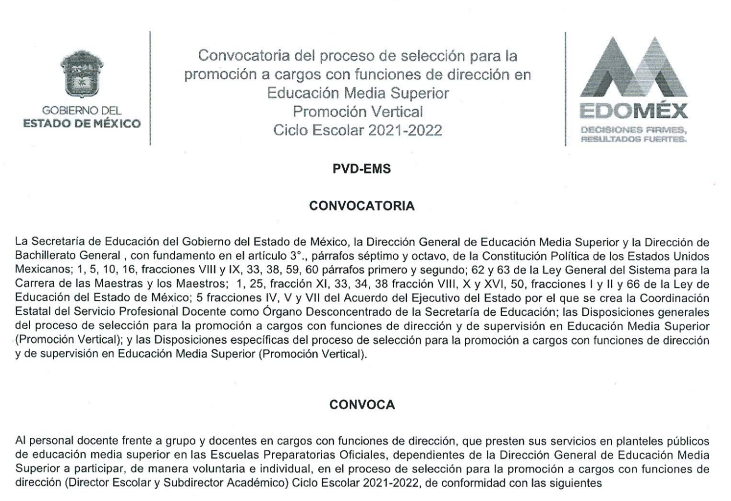 GOBIERNO DEL
ESTADO DE MÉXICO
Convocatoria del proceso de selección para la
promoción a cargos con funciones de dirección en
Educación Media Superior
Promoción Vertical
Ciclo Escolar 2021-2022
EDOMÉX
DECISIONES FIRMES,
RESULTADOS FUERTES.
PVD-EMS
CONVOCATORIA
La Secretaría de Educación del Gobierno del Estado de México, la Dirección General de Educación Media Superior y la Dirección de
Bachillerato General , con fundamento en el artículo 3°., párrafos séptimo y octavo, de la Constitución Política de los Estados Unidos
Mexicanos; 1, 5, 10, 16, fracciones VIII y IX, 33, 38, 59, 60 párrafos primero y segundo; 62 y 63 de la Ley General del Sistema para la
Carrera de las Maestras y los Maestros; 1, 25, fracción XI, 33, 34, 38 fracción VIII, X y XVI, 50, fracciones I y II y 66 de la Ley de
Educación del Estado de México; 5 fracciones IV, V y VII del Acuerdo del Ejecutivo del Estado por el que se crea la Coordinación
Estatal del Servicio Profesional Docente como Órgano Desconcentrado de la Secretaría de Educación; las Disposiciones generales
del proceso de selección para la promoción a cargos con funciones de dirección y de supervisión en Educación Media Superior
(Promoción Vertical); y las Disposiciones específicas del proceso de selección para la promoción a cargos con funciones de dirección
y de supervisión en Educación Media Superior (Promoción Vertical).
CONVOCA
Al personal docente frente a grupo y docentes en cargos con funciones de dirección, que presten sus servicios en planteles públicos
de educación media superior en las Escuelas Preparatorias Oficiales, dependientes de la Dirección General de Educación Media
Superior a participar, de manera voluntaria e individual, en el proceso de selección para la promoción a cargos con funciones de
dirección (Director Escolar y Subdirector Académico) Ciclo Escolar 2021-2022, de conformidad con las siguientes